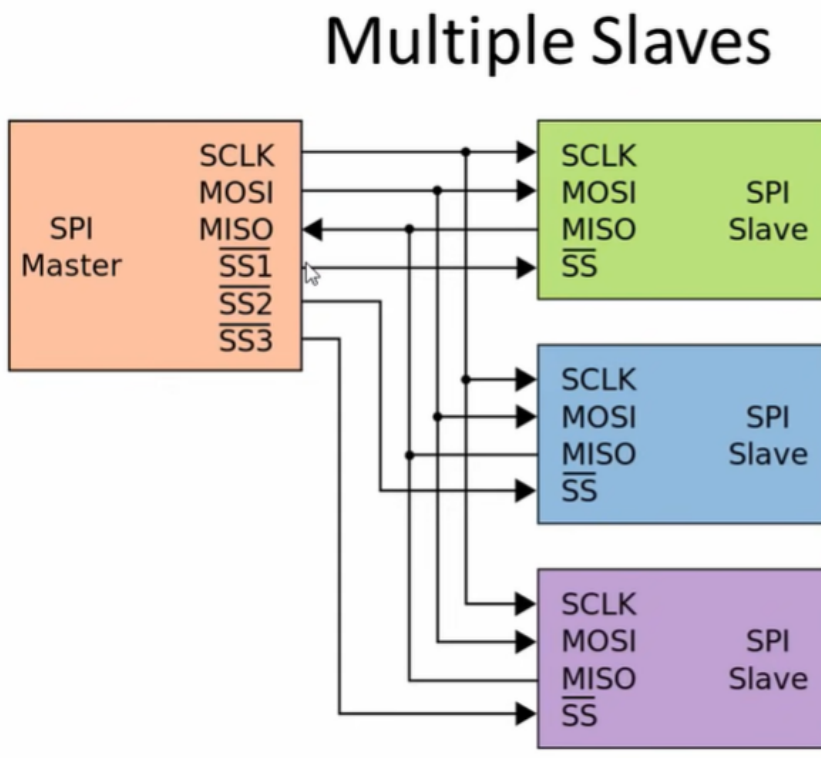 Multiple Slaves
SPI
Master
SCLK
MOSI
MISO
SS1
SS2
SS3
SCLK
MOSI
MISO
SS
SPI
Slave
SCLK
MOSI
MISO
SS
SPI
Slave
SCLK
MOSI
MISO
SS
SPI
Slave